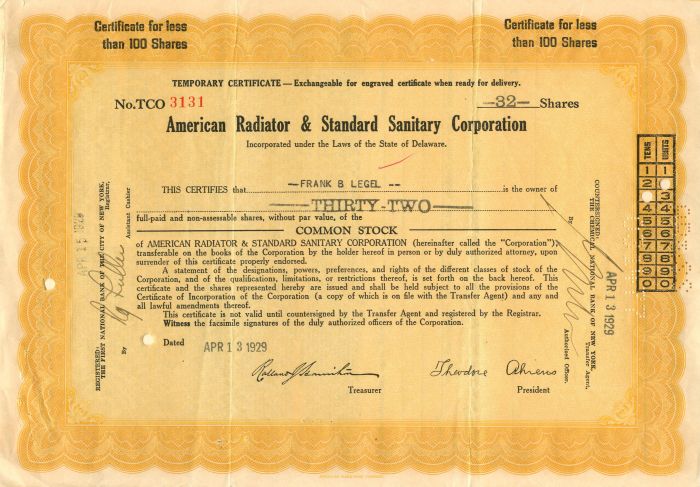 Certificate for less
than 100 Shares
Certificate for less
than 100 Shares
TEMPORARY CERTIFICATE — Exchangeable for engraved certificate when ready for delivery.
No. TCO 3131
—32— Shares
American Radiator & Standard Sanitary Corporation
Incorporated under the Laws of the State of Delaware.
THIS CERTIFIES that —FRANK B LEGEL -- is the owner of
THIRTY-TWO
full-paid and non-assessable shares, without par value, of the
COMMON STOCK
of AMERICAN RADIATOR & STANDARD SANITARY CORPORATION (hereinafter called the "Corporation"),
transferable on the books of the Corporation by the holder hereof in person or by duly authorized attorney, upon
surrender of this certificate properly endorsed.
A statement of the designations, powers, preferences, and rights of the different classes of stock of the
Corporation, and of the qualifications, limitations, or restrictions thereof, is set forth on the back hereof. This
certificate and the shares represented hereby are issued and shall be held subject to all the provisions of the
Certificate of Incorporation of the Corporation (a copy of which is on file with the Transfer Agent) and any and
all lawful amendments thereof.
This certificate is not valid until countersigned by the Transfer Agent and registered by the Registrar.
Witness the facsimile signatures of the duly authorized officers of the Corporation.
Dated APR 13 1929
Treasurer
Theodore Ahrens
President
REGISTERED:
THE FIRST NATIONAL BANK OF THE CITY OF NEW YORK,
Registrar,
APR 15 1929
By
Assistant Cashier
COUNTERSIGNED:
THE CHEMICAL NATIONAL BANK OF NEW YORK,
Transfer Agent,
APR 13 1929
By
Authorized Officer.
TENS UNITS
1 1
2
3
4 4
5 5
6 6
7 7
8 8
9 9
0 0